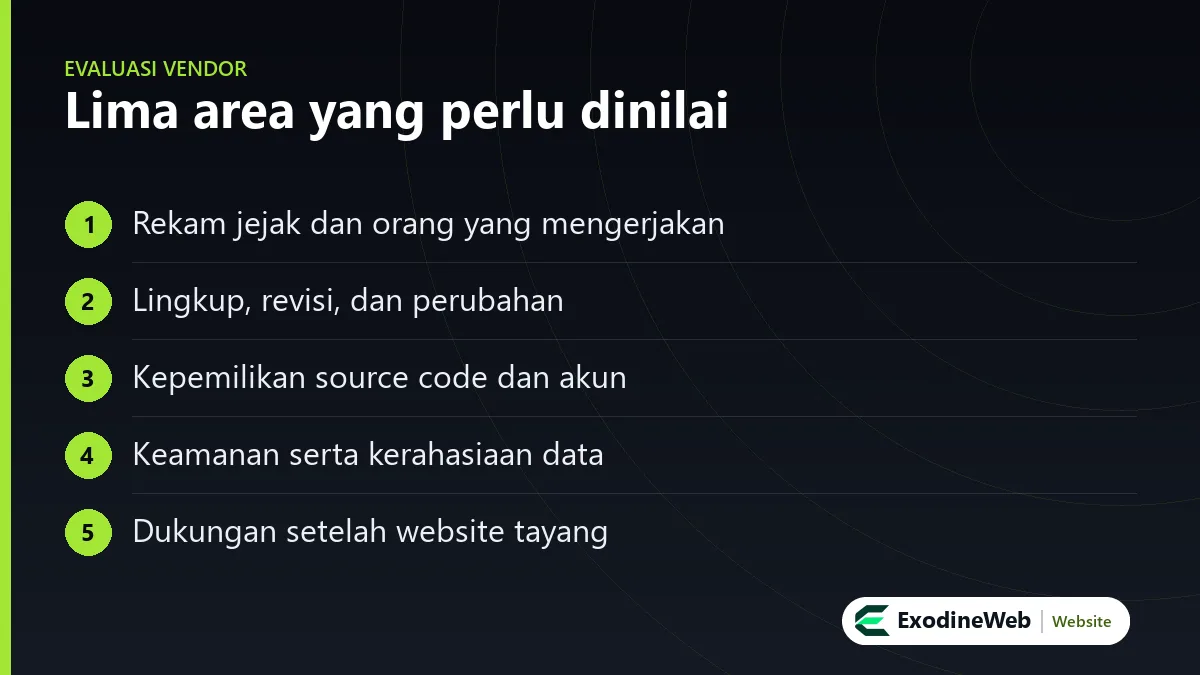 EVALUASI VENDOR
Lima area yang perlu dinilai
1 Rekam jejak dan orang yang mengerjakan
2 Lingkup, revisi, dan perubahan
3 Kepemilikan source code dan akun
4 Keamanan serta kerahasiaan data
5 Dukungan setelah website tayang
ExodineWeb | Website